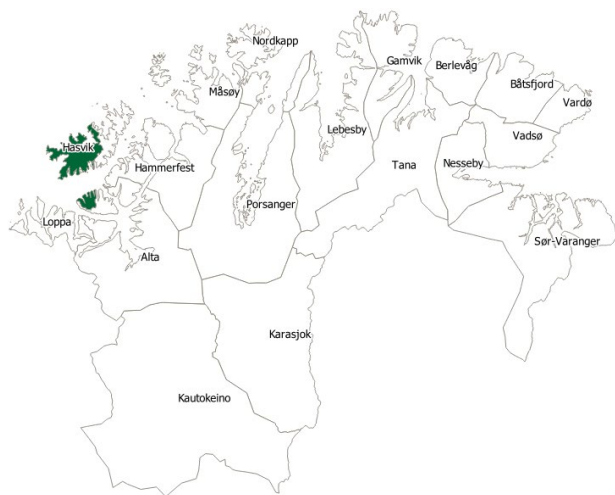 Nordkapp
Gamvik
Berlevåg
Båtsfjord
Måsøy
Vardø
Lebesby
Vadsø
Hasvik
Hammerfest
Tana
Nesseby
Porsanger
Loppa
Sør-Varanger
Alta
Karasjok
Kautokeino